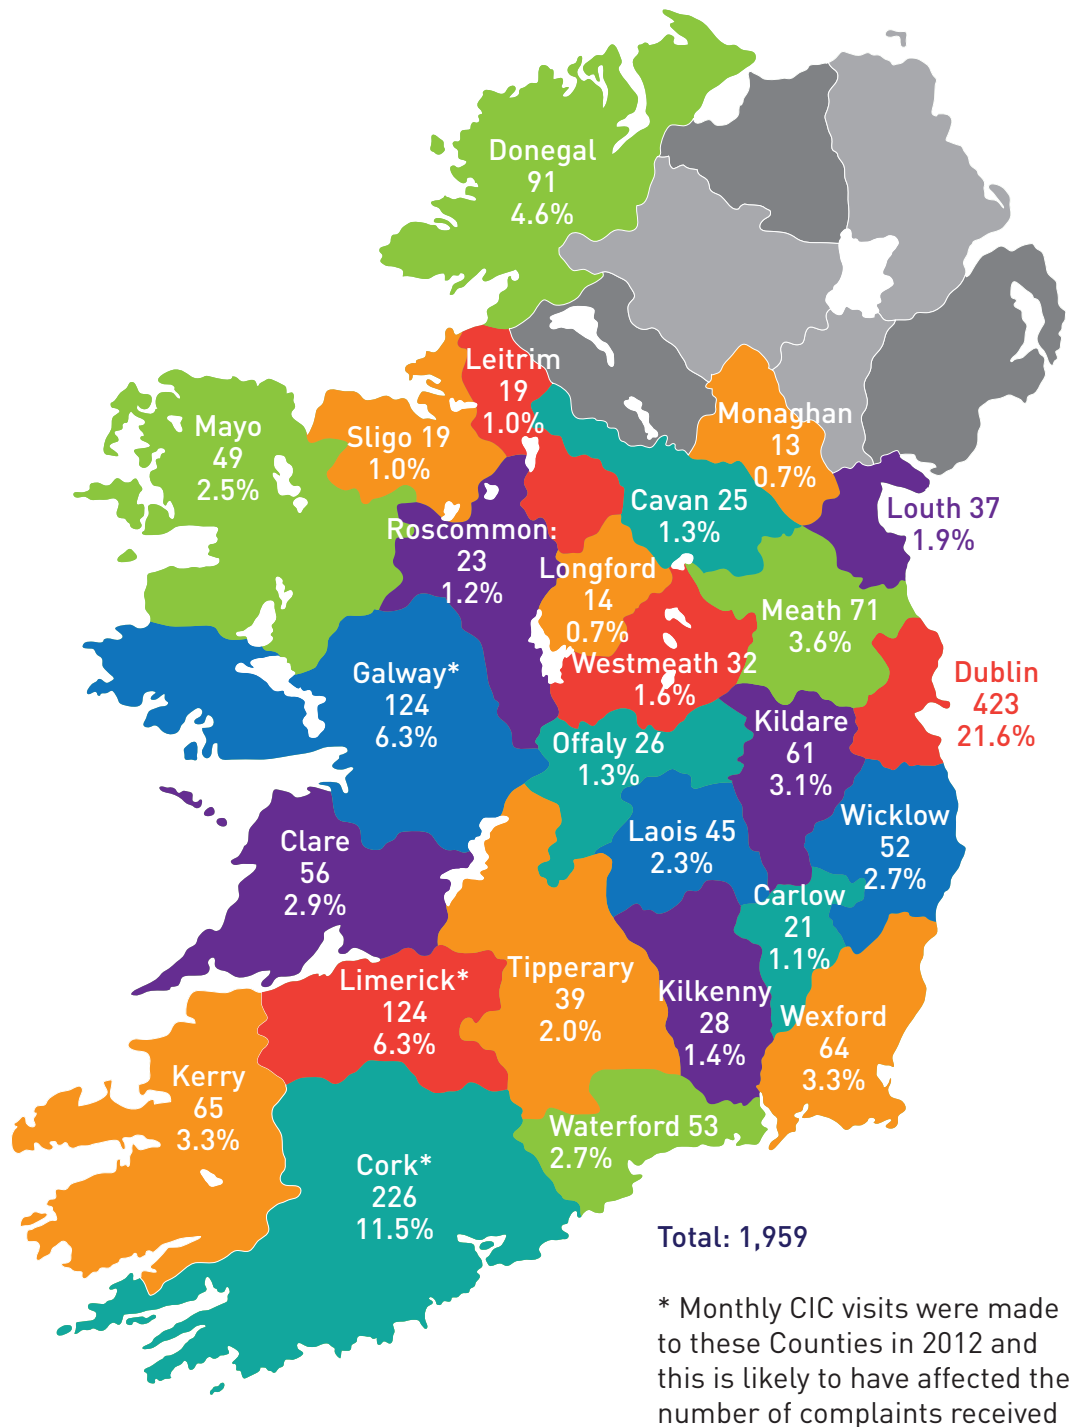 Donegal
91
4.6%
Leitrim
19
1.0%
Monaghan
13
0.7%
Mayo
49
2.5%
Sligo 19
1.0%
Cavan 25
1.3%
Louth 37
1.9%
Roscommon:
23
1.2%
Longford
14
0.7%
Meath 71
3.6%
Westmeath 32
1.6%
Galway*
124
6.3%
Dublin
423
21.6%
Offaly 26
1.3%
Kildare
61
3.1%
Clare
56
2.9%
Laois 45
2.3%
Wicklow
52
2.7%
Carlow
21
1.1%
Limerick*
124
6.3%
Tipperary
39
2.0%
Kilkenny
28
1.4%
Wexford
64
3.3%
Kerry
65
3.3%
Waterford 53
2.7%
Cork*
226
11.5%
Total: 1,959
* Monthly CIC visits were made
to these Counties in 2012 and
this is likely to have affected the
number of complaints received